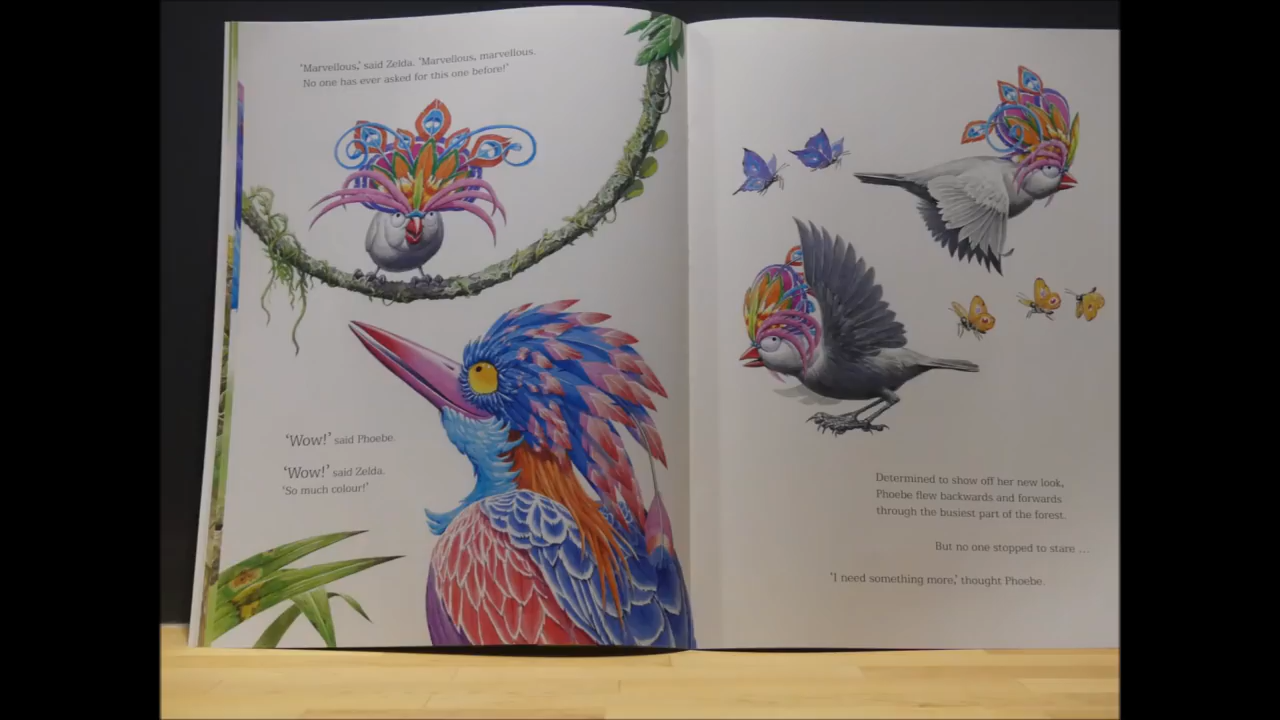 'Marvellous,' said Zelda. 'Marvellous, marvellous.
No one has ever asked for this one before!'
'Wow!' said Phoebe.
'Wow!' said Zelda.
'So much colour!'
Determined to show off her new look,
Phoebe flew backwards and forwards
through the busiest part of the forest.
But no one stopped to stare ...
'I need something more,' thought Phoebe.